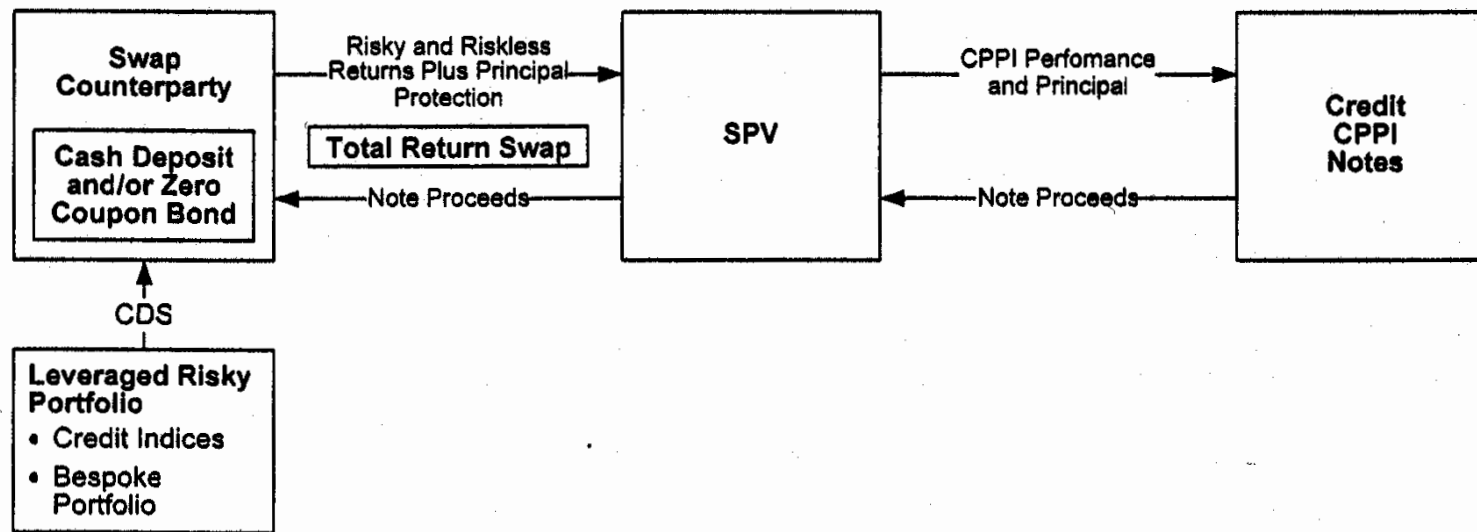 Swap
Counterparty
Cash Deposit
and/or Zero
Coupon Bond
Risky and Riskless
Returns Plus Principal
Protection
Total Return Swap
Note Proceeds
SPV
CPPI Perfomance
and Principal
Note Proceeds
Credit
CPPI
Notes
CDS
Leveraged Risky
Portfolio
• Credit Indices
• Bespoke
Portfolio